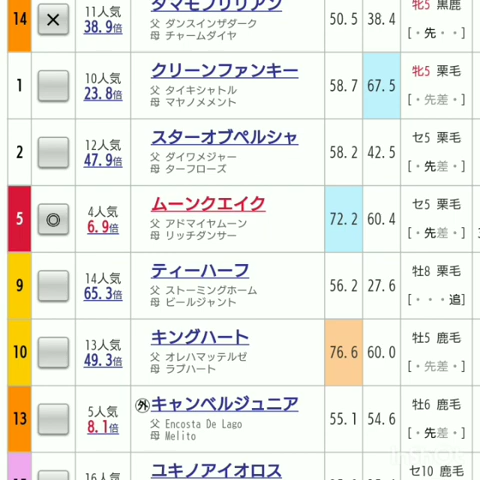 14 × 11人気 タマモブリリアン 50.5 38.4 牝5 黒鹿
38.9倍 父 ダンスインザダーク [・先・・]
母 チャームダイヤ
1 10人気 クリーンファンキー 58.7 67.5 牝5 栗毛
23.8倍 父 タイキシャトル [・先差・]
母 マヤノメメント
2 12人気 スターオブペルシャ 58.2 42.5 セ5 栗毛
47.9倍 父 ダイワメジャー [・先差・]
母 ターフローズ
5 ◎ 4人気 ムーンクエイク 72.2 60.4 セ5 栗毛
6.9倍 父 アドマイヤムーン [・先差・]
母 リッチダンサー
9 14人気 ティーハーフ 56.2 27.6 牡8 栗毛
65.3倍 父 ストーミングホーム [・・・追]
母 ビールジャント
10 13人気 キングハート 76.6 60.0 牡5 鹿毛
49.3倍 父 オレハマッテルゼ [・先差・]
母 ラブハート
13 5人気 外 キャンベルジュニア 55.1 54.6 牡6 鹿毛
8.1倍 父 Encosta De Lago [・先差・]
母 Melito
16人気 ユキノアイオロス セ10 鹿毛